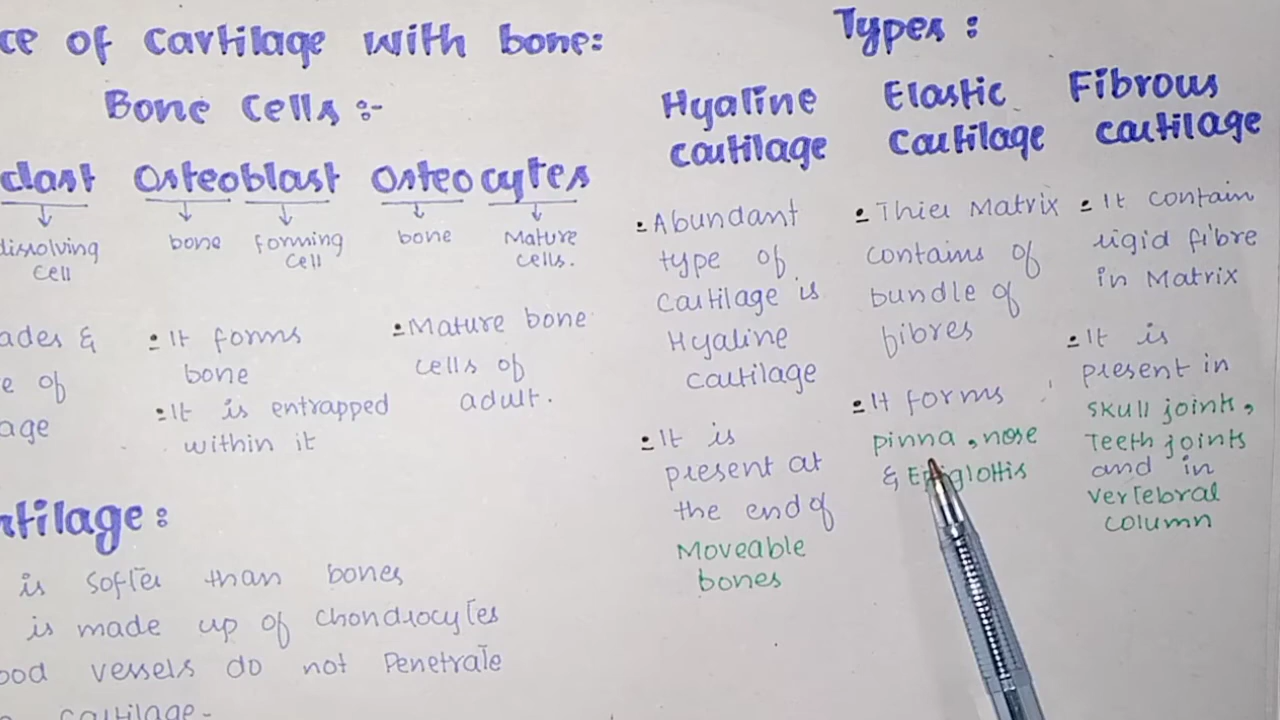 ce of cartilage with bone:
Bone Cells :-
clast Osteoblast Osteocytes
dissolving cell
bone forming cell
bone Mature cells.
ades &
e of
age
• It forms
bone
• It is entrapped
within it
• Mature bone
cells of
adult.
rtilage :
is softer than bones
is made up of chondrocytes
ood vessels do not Penetrate
cartilage.
Types :
Hyaline
cartilage
• Abundant
type of
cartilage is
Hyaline
cartilage
• It is
present at
the end of
Moveable
bones
Elastic
Cartilage
• Thier Matrix
contains of
bundle of
fibres
• It forms
pinna, nose
& Epiglottis
Fibrous
cartilage
• It contain
rigid fibre
in Matrix
• It is
present in
skull joints,
Teeth joints
and in
vertebral
column